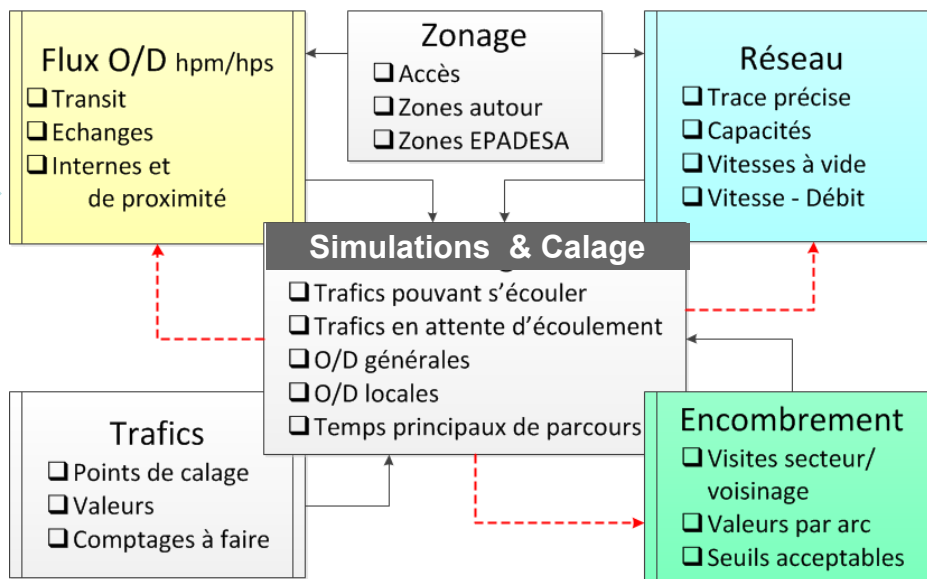 Flux O/D hpm/hps
Transit
Echanges
Internes et
de proximité
Zonage
Accès
Zones autour
Zones EPADESA
Réseau
Trace précise
Capacités
Vitesses à vide
Vitesse - Débit
Simulations & Calage
Trafics pouvant s’écouler
Trafics en attente d’écoulement
O/D générales
O/D locales
Temps principaux de parcours
Trafics
Points de calage
Valeurs
Comptages à faire
Encombrement
Visites secteur/
voisinage
Valeurs par arc
Seuils acceptables